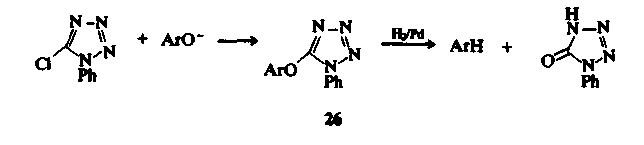 Cl N N N N Ph + ArO⁻ ArO N N N N Ph H₂/Pd ArH + O H N N N N Ph
26